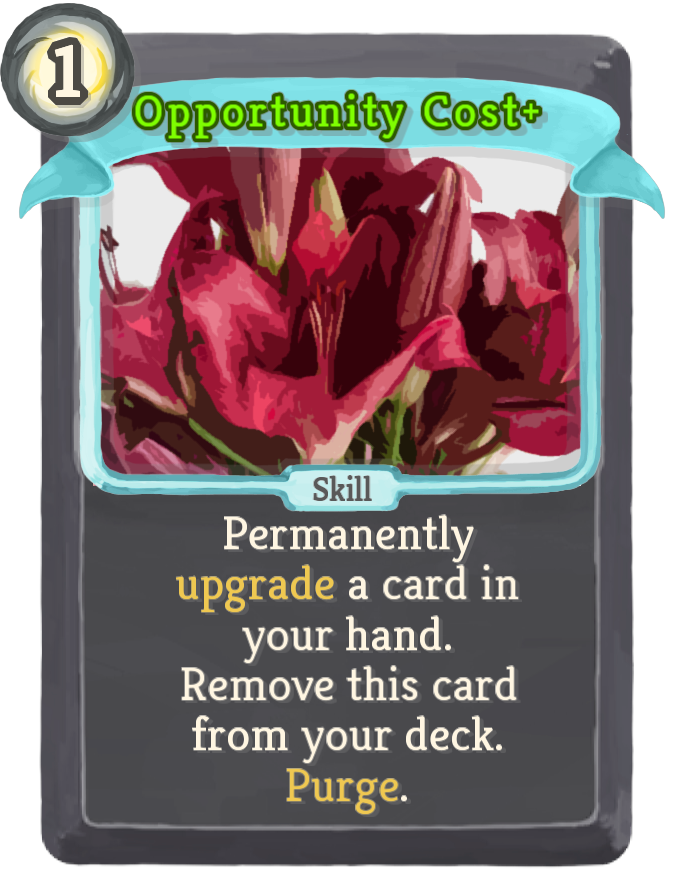 1
Opportunity Cost+
Skill
Permanently
upgrade a card in
your hand.
Remove this card
from your deck.
Purge.